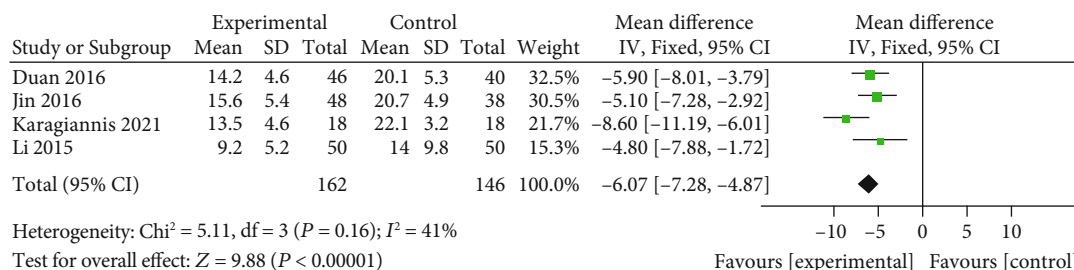 Experimental Control Mean difference Mean difference
Study or Subgroup Mean SD Total Mean SD Total Weight IV, Fixed, 95% CI IV, Fixed, 95% CI
Duan 2016 14.2 4.6 46 20.1 5.3 40 32.5% –5.90 [–8.01, –3.79]
Jin 2016 15.6 5.4 48 20.7 4.9 38 30.5% –5.10 [–7.28, –2.92]
Karagiannis 2021 13.5 4.6 18 22.1 3.2 18 21.7% –8.60 [–11.19, –6.01]
Li 2015 9.2 5.2 50 14 9.8 50 15.3% –4.80 [–7.88, –1.72]
Total (95% CI) 162 146 100.0% –6.07 [–7.28, –4.87]
Heterogeneity: Chi² = 5.11, df = 3 (P = 0.16); I² = 41%
–10 –5 0 5 10
Test for overall effect: Z = 9.88 (P < 0.00001)
Favours [experimental] Favours [control]